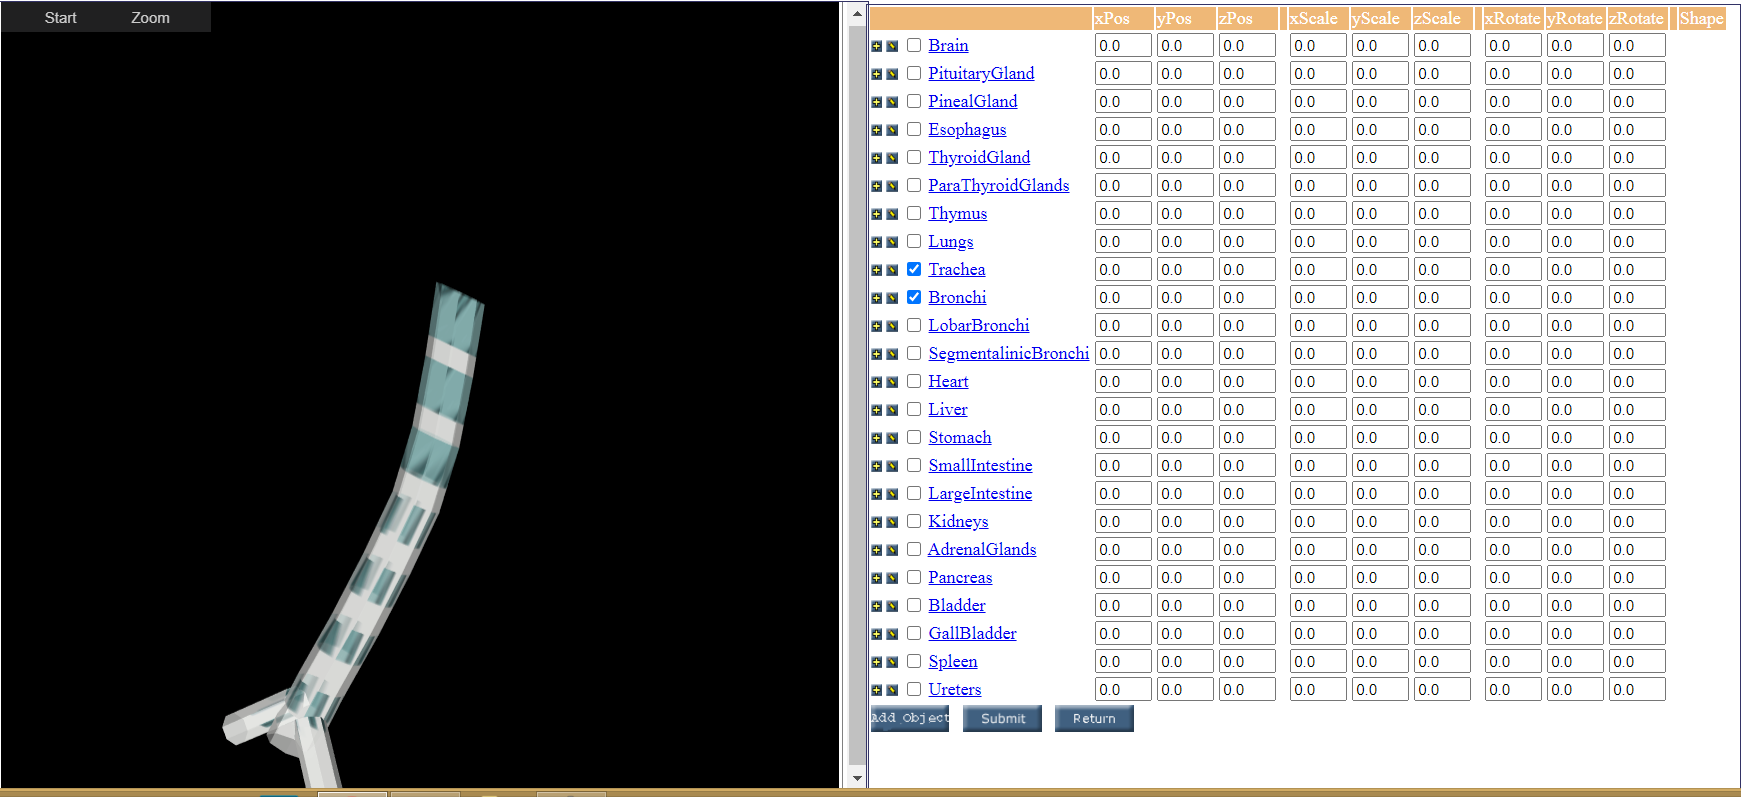 Start Zoom
xPos yPos zPos xScale yScale zScale xRotate yRotate zRotate Shape
Brain 0.0 0.0 0.0 0.0 0.0 0.0 0.0 0.0 0.0
PituitaryGland 0.0 0.0 0.0 0.0 0.0 0.0 0.0 0.0 0.0
PinealGland 0.0 0.0 0.0 0.0 0.0 0.0 0.0 0.0 0.0
Esophagus 0.0 0.0 0.0 0.0 0.0 0.0 0.0 0.0 0.0
ThyroidGland 0.0 0.0 0.0 0.0 0.0 0.0 0.0 0.0 0.0
ParaThyroidGlands 0.0 0.0 0.0 0.0 0.0 0.0 0.0 0.0 0.0
Thymus 0.0 0.0 0.0 0.0 0.0 0.0 0.0 0.0 0.0
Lungs 0.0 0.0 0.0 0.0 0.0 0.0 0.0 0.0 0.0
Trachea 0.0 0.0 0.0 0.0 0.0 0.0 0.0 0.0 0.0
Bronchi 0.0 0.0 0.0 0.0 0.0 0.0 0.0 0.0 0.0
LobarBronchi 0.0 0.0 0.0 0.0 0.0 0.0 0.0 0.0 0.0
SegmentalinicBronchi 0.0 0.0 0.0 0.0 0.0 0.0 0.0 0.0 0.0
Heart 0.0 0.0 0.0 0.0 0.0 0.0 0.0 0.0 0.0
Liver 0.0 0.0 0.0 0.0 0.0 0.0 0.0 0.0 0.0
Stomach 0.0 0.0 0.0 0.0 0.0 0.0 0.0 0.0 0.0
SmallIntestine 0.0 0.0 0.0 0.0 0.0 0.0 0.0 0.0 0.0
LargeIntestine 0.0 0.0 0.0 0.0 0.0 0.0 0.0 0.0 0.0
Kidneys 0.0 0.0 0.0 0.0 0.0 0.0 0.0 0.0 0.0
AdrenalGlands 0.0 0.0 0.0 0.0 0.0 0.0 0.0 0.0 0.0
Pancreas 0.0 0.0 0.0 0.0 0.0 0.0 0.0 0.0 0.0
Bladder 0.0 0.0 0.0 0.0 0.0 0.0 0.0 0.0 0.0
GallBladder 0.0 0.0 0.0 0.0 0.0 0.0 0.0 0.0 0.0
Spleen 0.0 0.0 0.0 0.0 0.0 0.0 0.0 0.0 0.0
Ureters 0.0 0.0 0.0 0.0 0.0 0.0 0.0 0.0 0.0
Add Object Submit Return